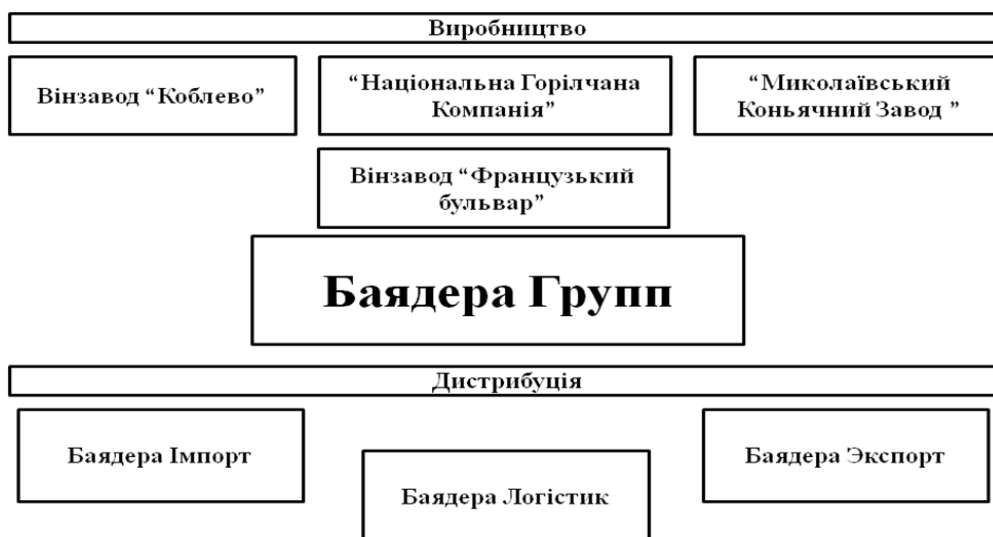 Виробництво
Вінзавод “Коблево”
“Національна Горілчана
Компанія”
“Миколаївський
Коньячний Завод ”
Вінзавод “Французький
бульвар”
Баядера Групп
Дистрибуція
Баядера Імпорт
Баядера Логістик
Баядера Экспорт